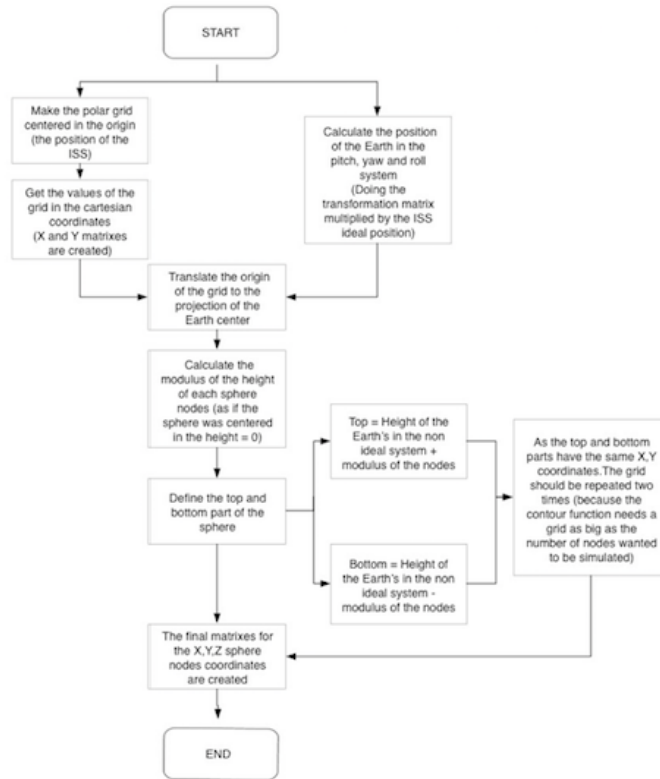 START
Make the polar grid
centered in the origin
(the position of the
ISS)
Calculate the position
of the Earth in the
pitch, yaw and roll
system
(Doing the
transformation matrix
multiplied by the ISS
ideal position)
Get the values of the
grid in the cartesian
coordinates
(X and Y matrixes
are created)
Translate the origin
of the grid to the
projection of the
Earth center
Calculate the
modulus of the height
of each sphere
nodes (as if the
sphere was centered
in the height = 0)
Top = Height of the
Earth's in the non
ideal system +
modulus of the nodes
As the top and bottom
parts have the same X,Y
coordinates.The grid
should be repeated two
times (because the
contour function needs a
grid as big as the
number of nodes wanted
to be simulated)
Define the top and
bottom part of the
sphere
Bottom = Height of
the Earth's in the non
ideal system -
modulus of the nodes
The final matrixes for
the X,Y,Z sphere
nodes coordinates
are created
END